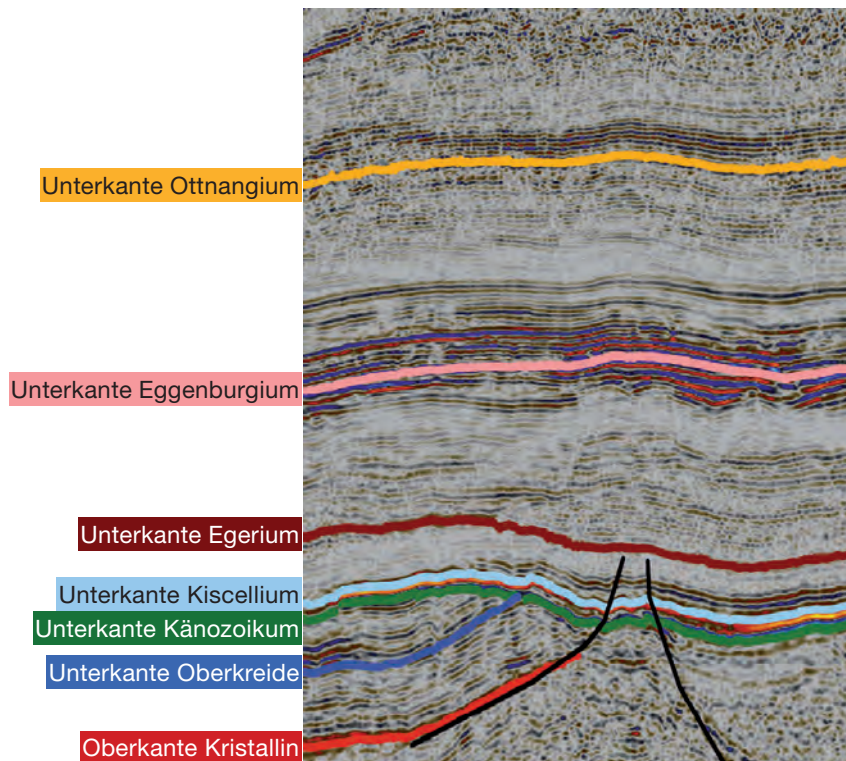 Unterkante Ottnangium
Unterkante Eggenburgium
Unterkante Egerium
Unterkante Kiscellium
Unterkante Känozoikum
Unterkante Oberkreide
Oberkante Kristallin